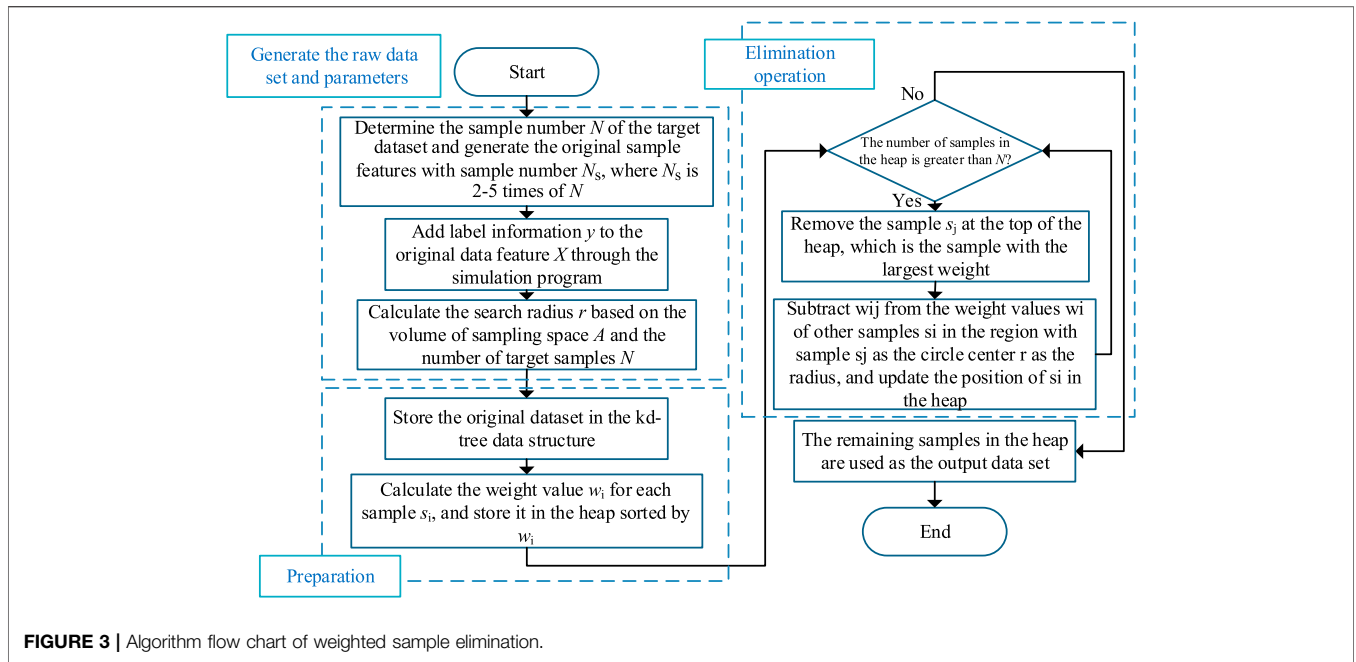 Generate the raw data
set and parameters
Start
Determine the sample number N of the target
dataset and generate the original sample
features with sample number Ns, where Ns is
2-5 times of N
Add label information y to the
original data feature X through the
simulation program
Calculate the search radius r based on the
volume of sampling space A and the
number of target samples N
Store the original dataset in the kd-
tree data structure
Calculate the weight value wi for each
sample si, and store it in the heap sorted by
wi
Preparation
Elimination
operation
No
The number of samples in
the heap is greater than N?
Yes
Remove the sample sj at the top of the
heap, which is the sample with the
largest weight
Subtract wij from the weight values wi
of other samples si in the region with
sample sj as the circle center r as the
radius, and update the position of si in
the heap
The remaining samples in the heap
are used as the output data set
End
FIGURE 3 | Algorithm flow chart of weighted sample elimination.